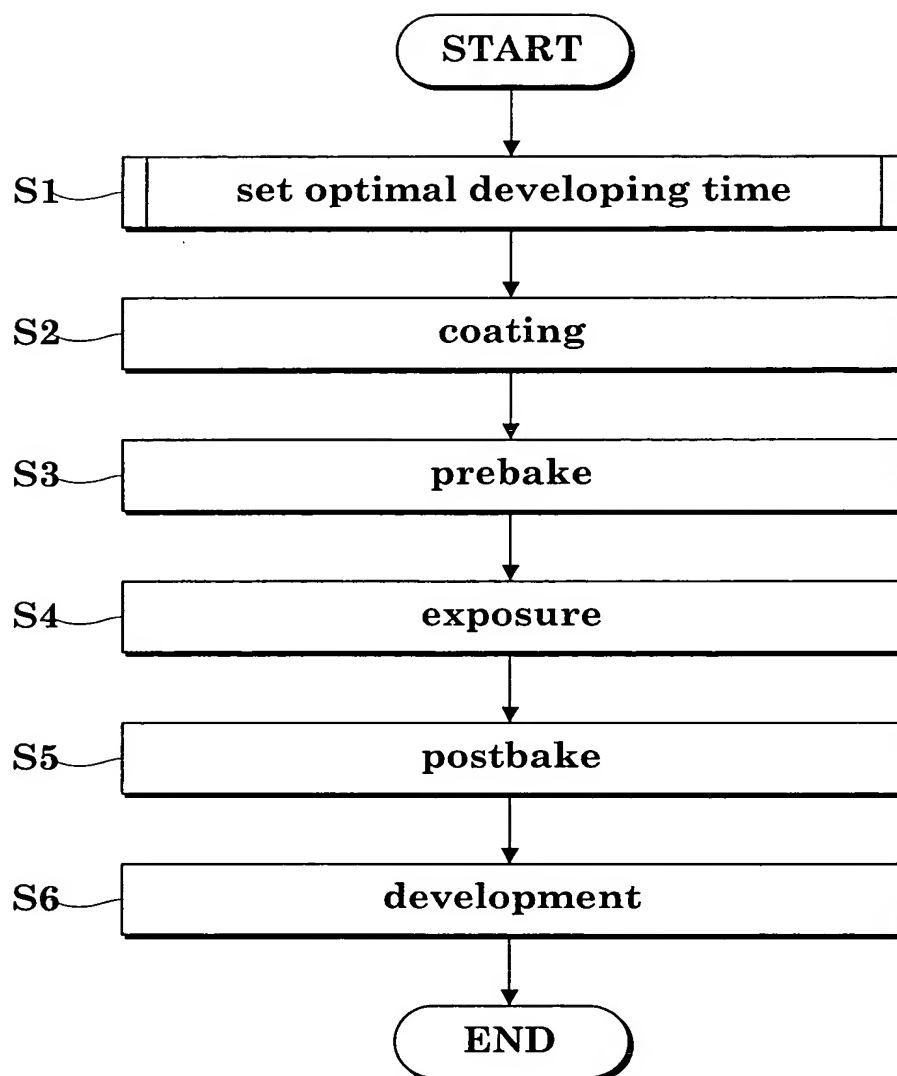 START
S1 set optimal developing time
S2 coating
S3 prebake
S4 exposure
S5 postbake
S6 development
END